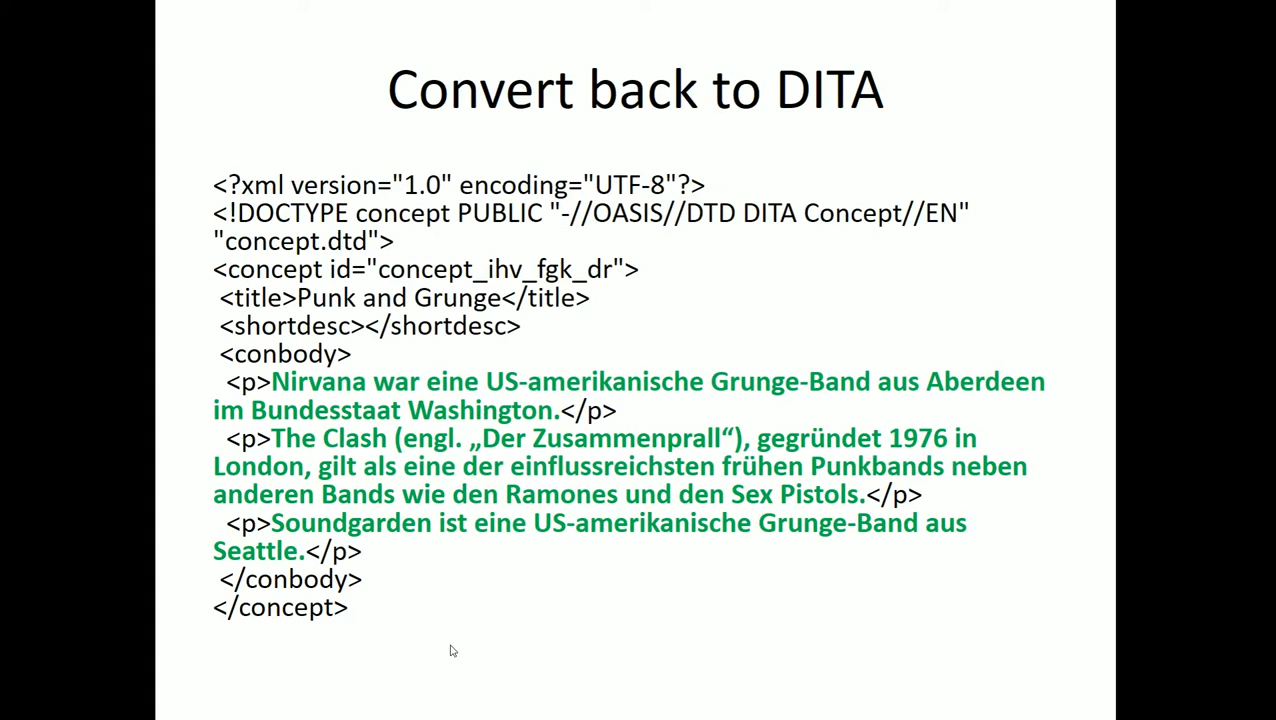 Convert back to DITA
<?xml version="1.0" encoding="UTF-8"?>
<!DOCTYPE concept PUBLIC "-//OASIS//DTD DITA Concept//EN"
"concept.dtd">
<concept id="concept_ihv_fgk_dr">
<title>Punk and Grunge</title>
<shortdesc></shortdesc>
<conbody>
<p>Nirvana war eine US-amerikanische Grunge-Band aus Aberdeen
im Bundesstaat Washington.</p>
<p>The Clash (engl. „Der Zusammenprall“), gegründet 1976 in
London, gilt als eine der einflussreichsten frühen Punkbands neben
anderen Bands wie den Ramones und den Sex Pistols.</p>
<p>Soundgarden ist eine US-amerikanische Grunge-Band aus
Seattle.</p>
</conbody>
</concept>